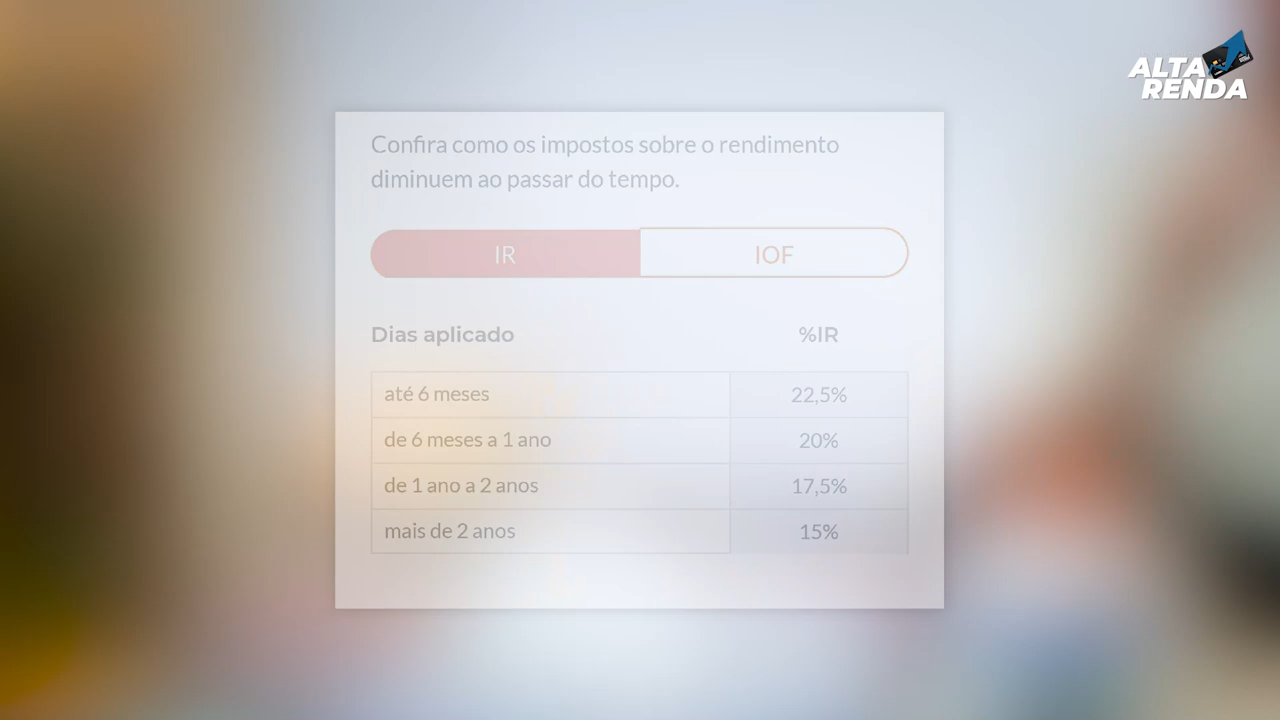 ALTA
RENDA
Confira como os impostos sobre o rendimento
diminuem ao passar do tempo.
IR IOF
Dias aplicado %IR
até 6 meses 22,5%
de 6 meses a 1 ano 20%
de 1 ano a 2 anos 17,5%
mais de 2 anos 15%